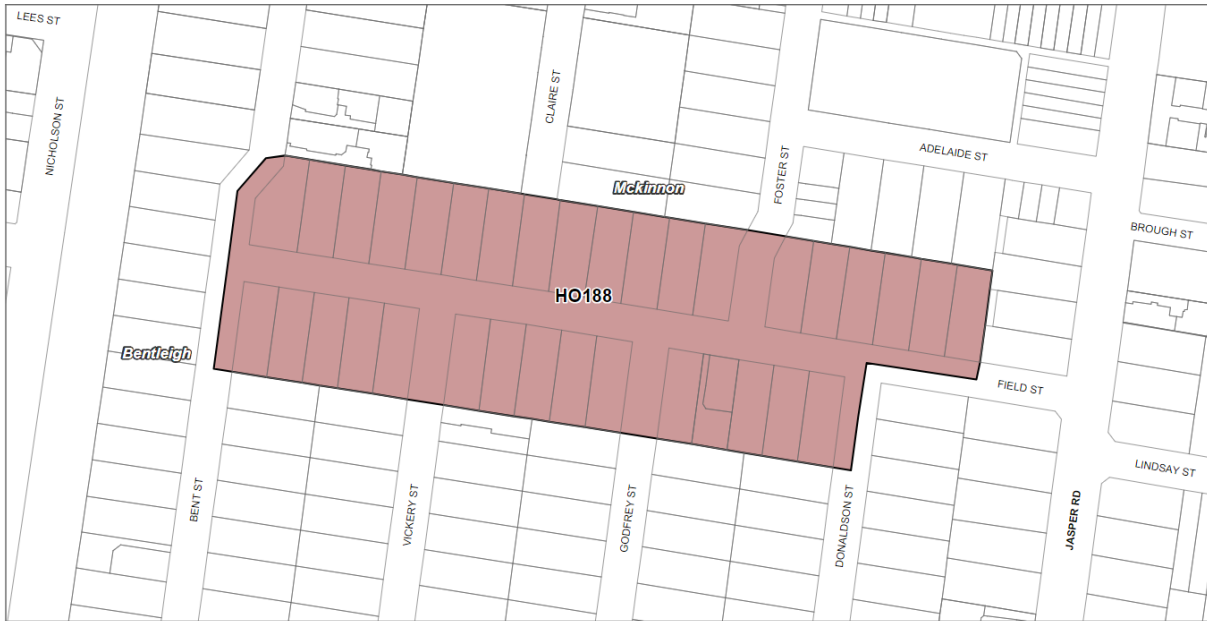 LEES ST
NICHOLSON ST
CLAIRE ST
FOSTER ST
ADELAIDE ST
Mckinnon
BROUGH ST
HO188
Bentleigh
FIELD ST
LINDSAY ST
BENT ST
VICKERY ST
GODFREY ST
DONALDSON ST
JASPER RD